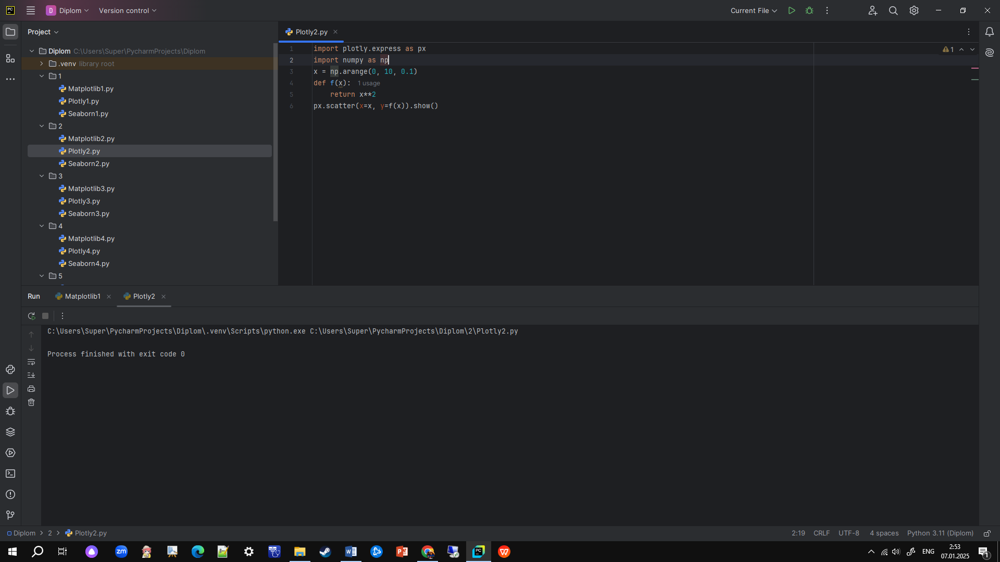 PC
D Diplom Version control Current File
Project
Plotly2.py
Diplom C:\Users\Super\PycharmProjects\Diplom
.venv library root
1
Matplotlib1.py
Plotly1.py
Seaborn1.py
2
Matplotlib2.py
Plotly2.py
Seaborn2.py
3
Matplotlib3.py
Plotly3.py
Seaborn3.py
4
Matplotlib4.py
Plotly4.py
Seaborn4.py
5
1 import plotly.express as px
2 import numpy as np
3 x = np.arange(0, 10, 0.1)
4 def f(x): 1 usage
5 return x**2
6 px.scatter(x=x, y=f(x)).show()
1
Run Matplotlib1 Plotly2
C:\Users\Super\PycharmProjects\Diplom\.venv\Scripts\python.exe C:\Users\Super\PycharmProjects\Diplom\2\Plotly2.py
Process finished with exit code 0
Diplom 2 Plotly2.py
2:19 CRLF UTF-8 4 spaces Python 3.11 (Diplom)
zm
W
P
PC
W
ENG
2:53
07.01.2025
1